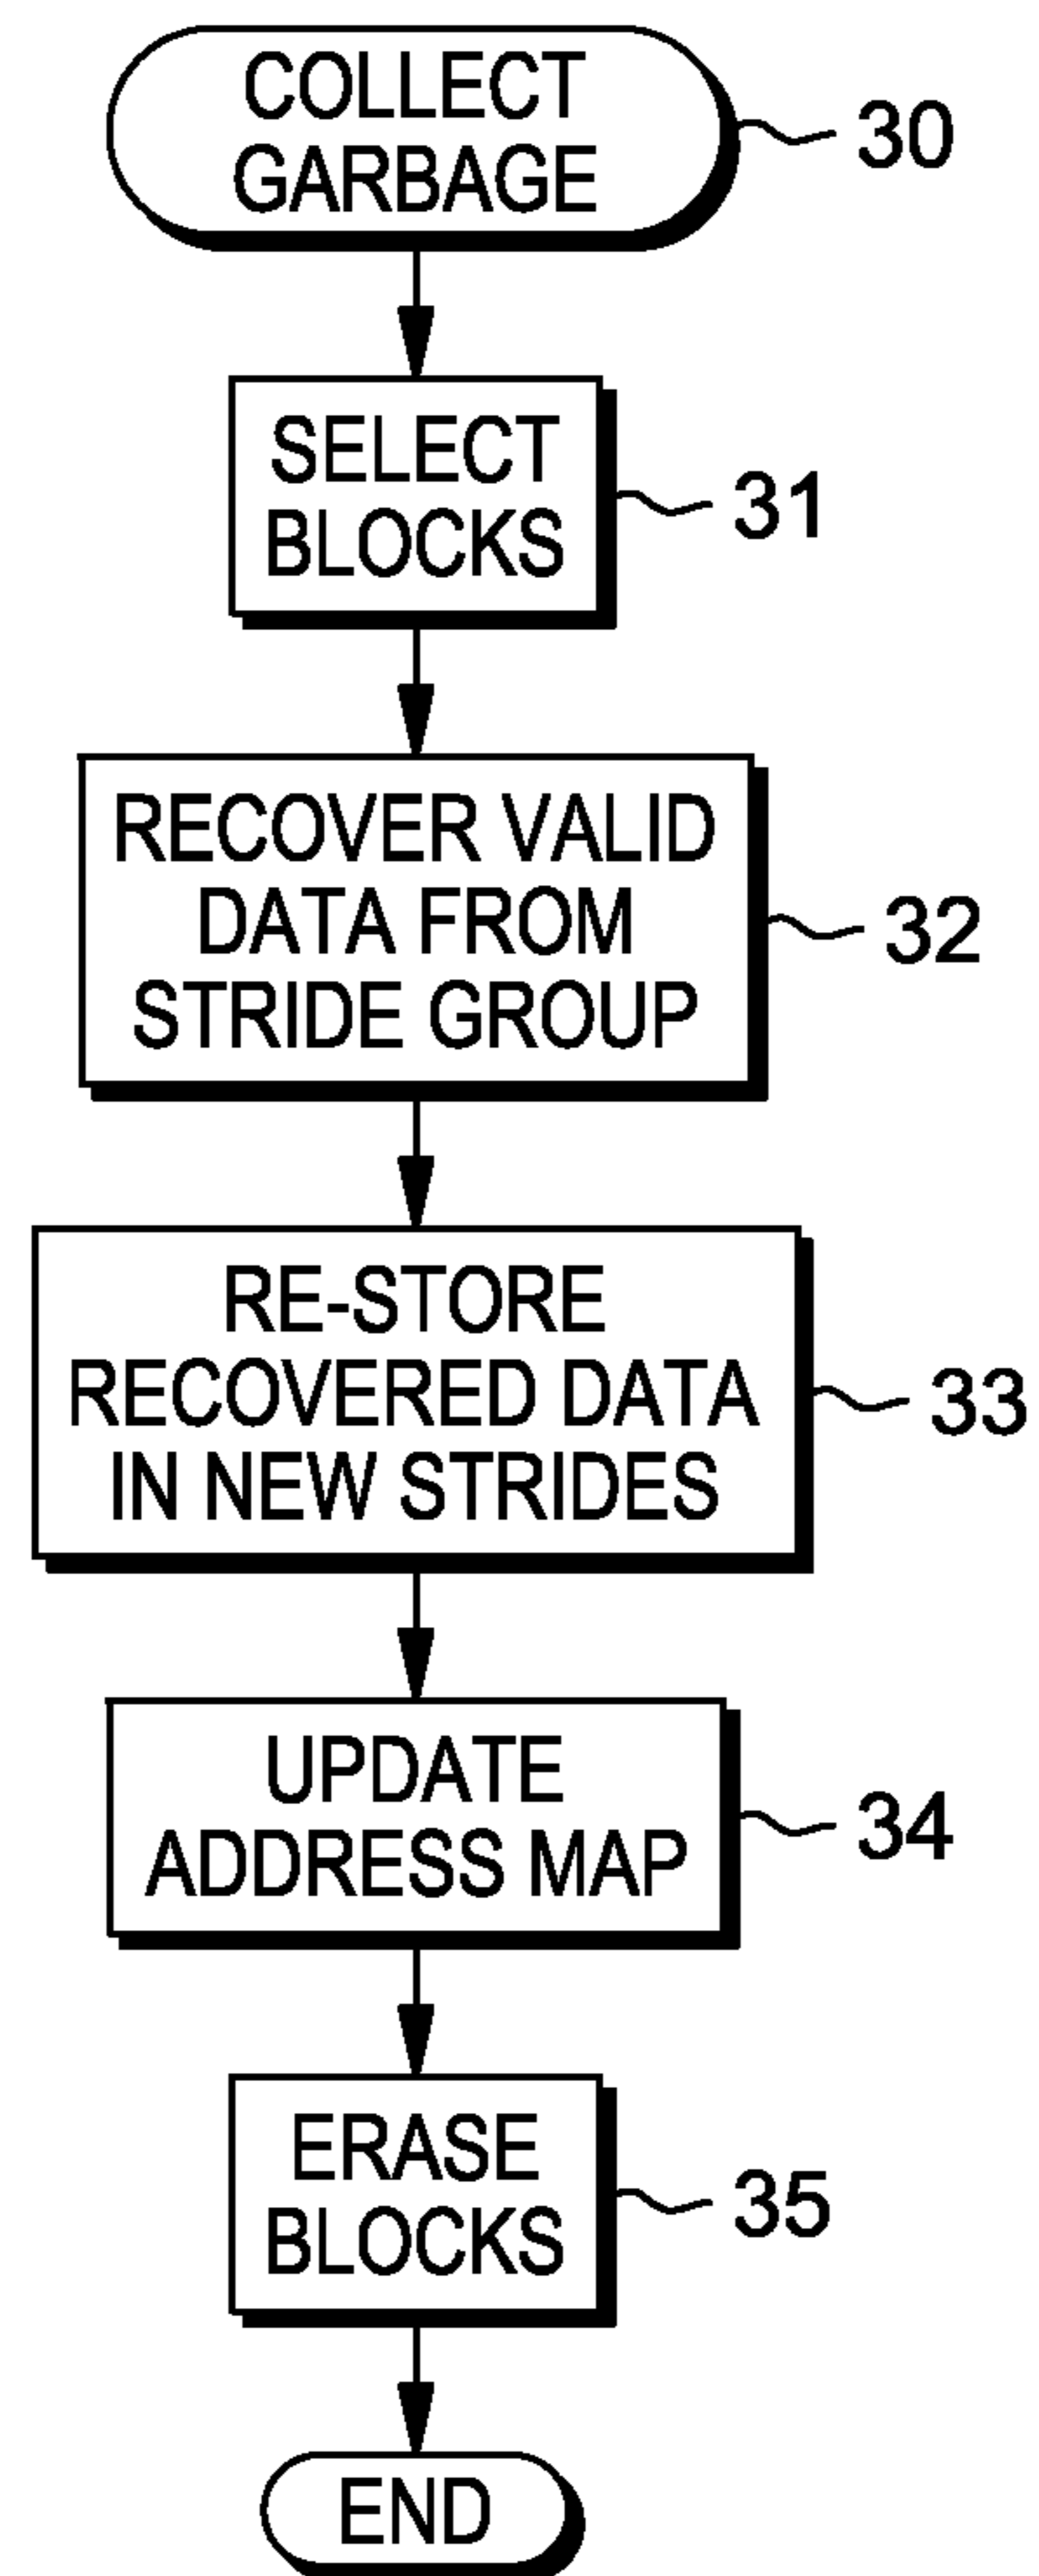 COLLECT
GARBAGE
30
SELECT
BLOCKS
31
RECOVER VALID
DATA FROM
STRIDE GROUP
32
RE-STORE
RECOVERED DATA
IN NEW STRIDES
33
UPDATE
ADDRESS MAP
34
ERASE
BLOCKS
35
END